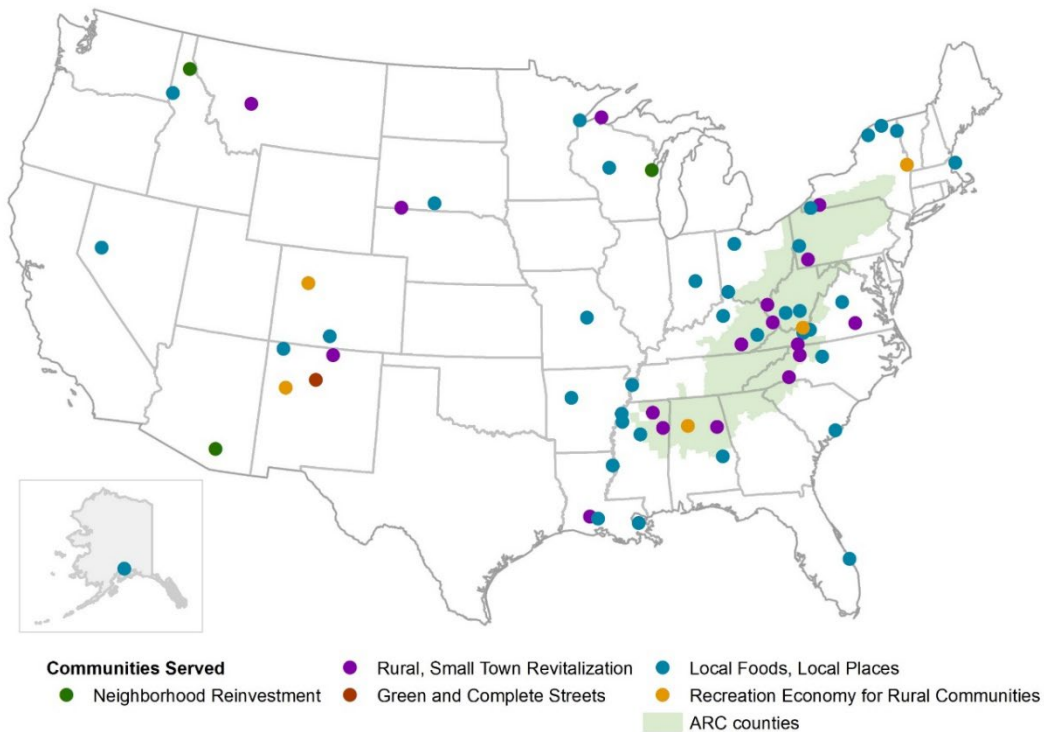 Communities Served
Rural, Small Town Revitalization
Local Foods, Local Places
Neighborhood Reinvestment
Green and Complete Streets
Recreation Economy for Rural Communities
ARC counties